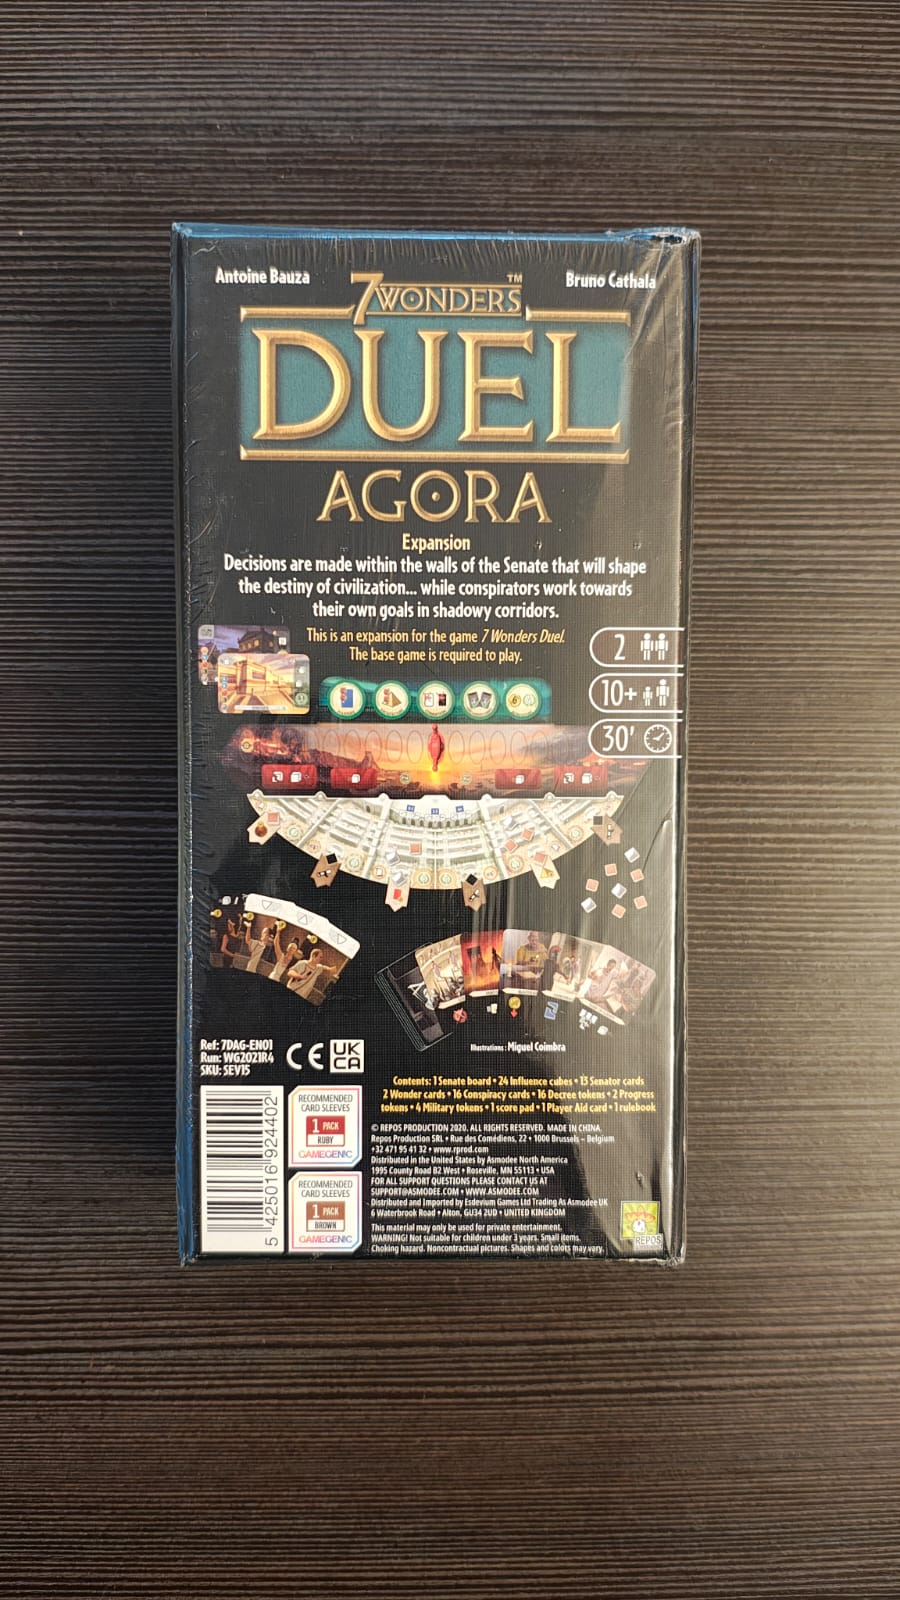 Antoine Bauza
7 WONDERS™
Bruno Cathala
DUEL
AGORA
Expansion
Decisions are made within the walls of the Senate that will shape
the destiny of civilization... while conspirators work towards
their own goals in shadowy corridors.
This is an expansion for the game 7 Wonders Duel.
The base game is required to play.
2
10+
30'
Ref: 7DAG-EN01
Run: WG2021R4
SKU: SEV15
CE
UK
CA
Illustrations: Miguel Coimbra
Contents: 1 Senate board • 24 Influence cubes • 13 Senator cards
2 Wonder cards • 16 Conspiracy cards • 16 Decree tokens • 2 Progress
tokens • 4 Military tokens • 1 score pad • 1 Player Aid card • 1 rulebook
RECOMMENDED
CARD SLEEVES
1 PACK
RUBY
GAMEGENIC
RECOMMENDED
CARD SLEEVES
1 PACK
BROWN
GAMEGENIC
5 425016 924402
© REPOS PRODUCTION 2020. ALL RIGHTS RESERVED. MADE IN CHINA.
Repos Production SRL • Rue des Comédiens, 22 • 1000 Brussels – Belgium
+32 471 95 41 32 • www.rprod.com
Distributed in the United States by Asmodee North America
1995 County Road B2 West • Roseville, MN 55113 • USA
FOR ALL SUPPORT QUESTIONS PLEASE CONTACT US AT
SUPPORT@ASMODEE.COM • WWW.ASMODEE.COM
Distributed and Imported by Esdevium Games Ltd Trading As Asmodee UK
6 Waterbrook Road • Alton, GU34 2UD • UNITED KINGDOM
This material may only be used for private entertainment.
WARNING! Not suitable for children under 3 years. Small items.
Choking hazard. Noncontractual pictures. Shapes and colors may vary.
REPOS